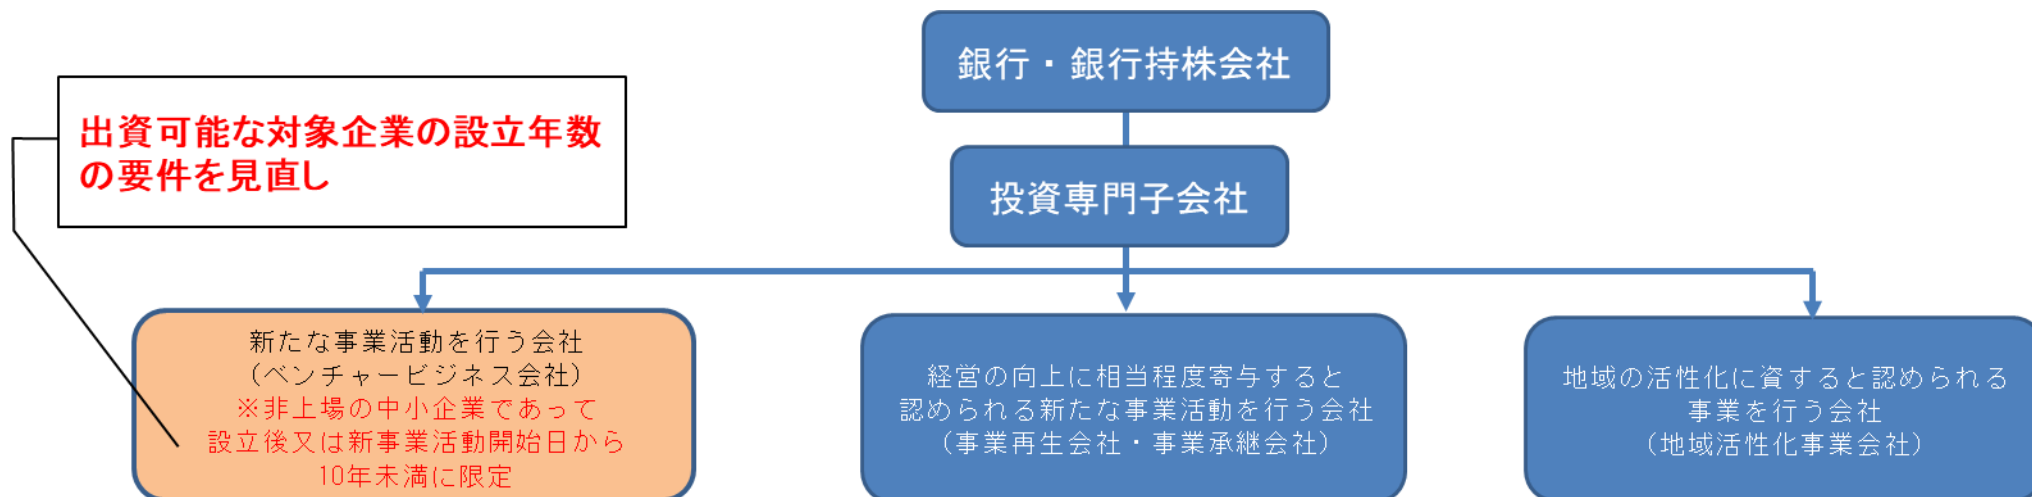 銀行・銀行持株会社
出資可能な対象企業の設立年数
の要件を見直し
投資専門子会社
新たな事業活動を行う会社
（ベンチャービジネス会社）
※非上場の中小企業であって
設立後又は新事業活動開始日から
10年未満に限定
経営の向上に相当程度寄与すると
認められる新たな事業活動を行う会社
（事業再生会社・事業承継会社）
地域の活性化に資すると認められる
事業を行う会社
（地域活性化事業会社）